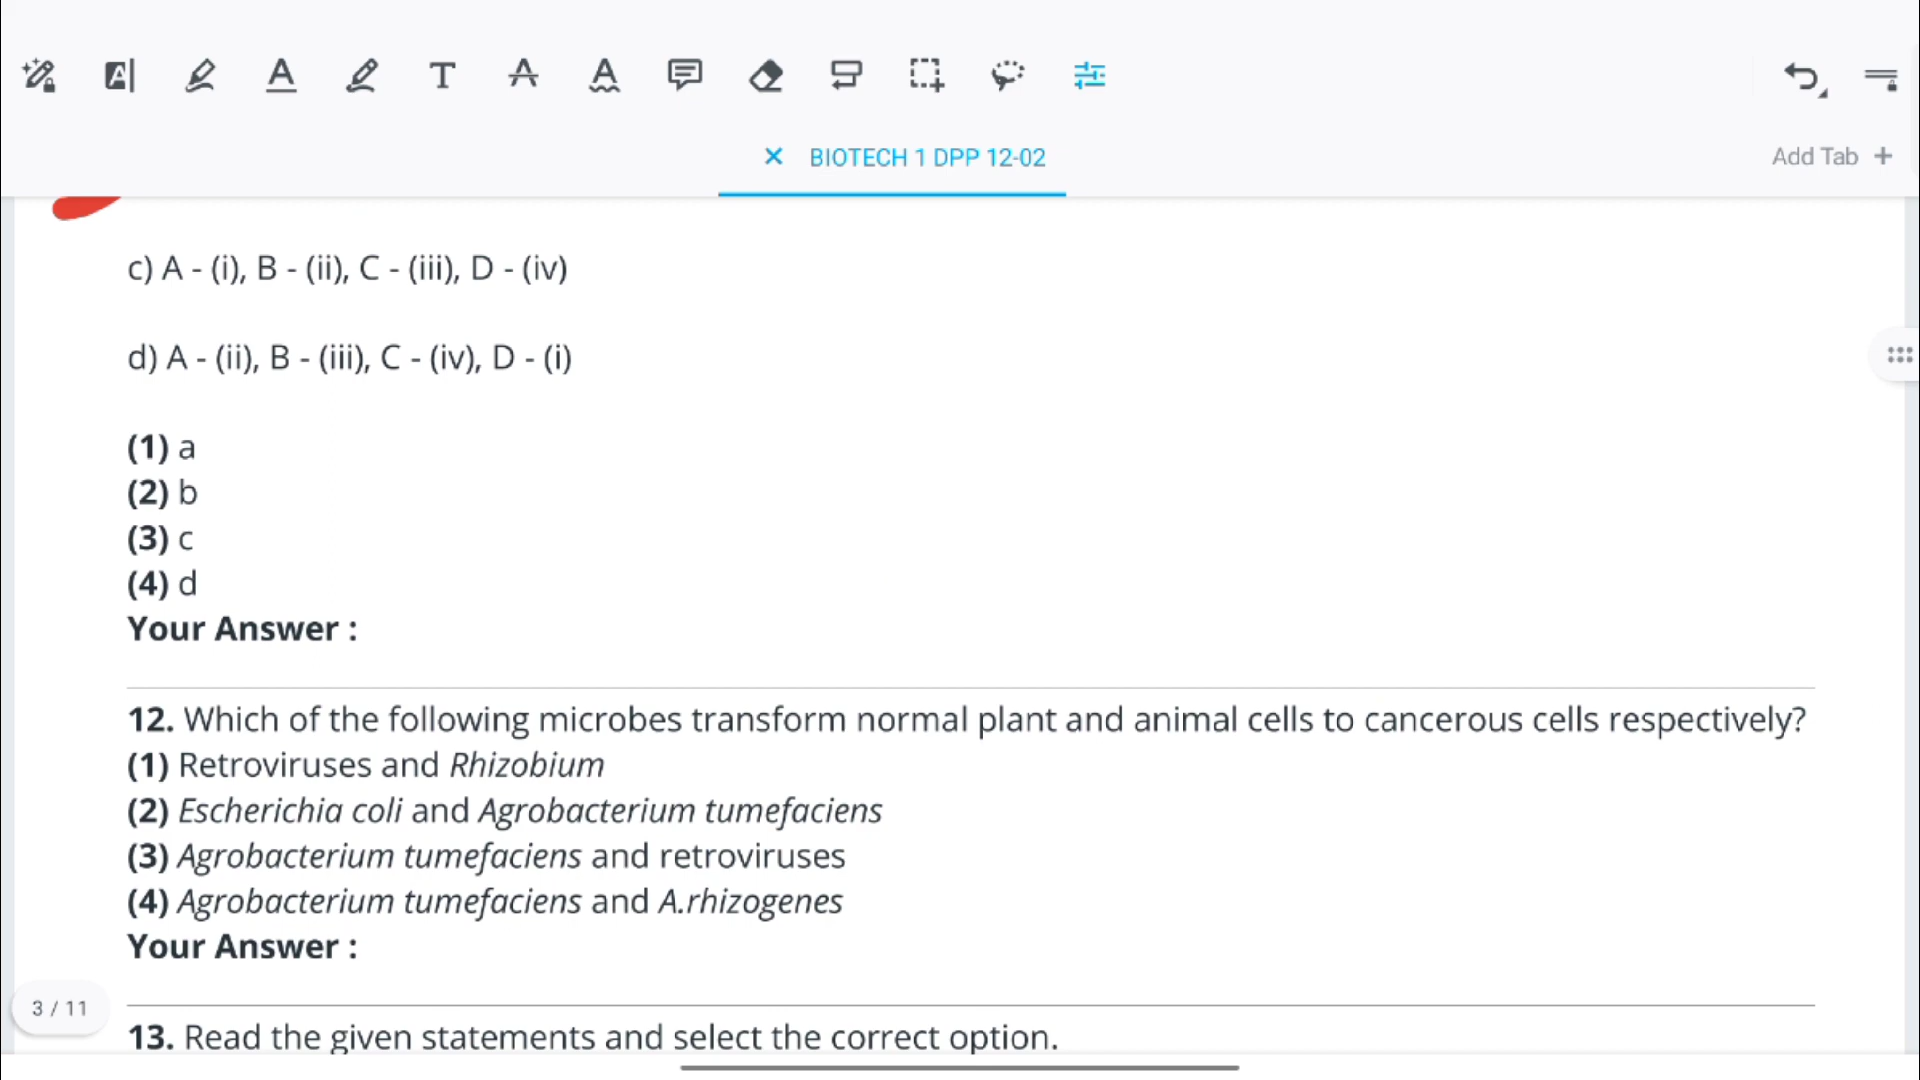 BIOTECH 1 DPP 12-02
Add Tab +
c) A - (i), B - (ii), C - (iii), D - (iv)
d) A - (ii), B - (iii), C - (iv), D - (i)
(1) a
(2) b
(3) c
(4) d
Your Answer :
12. Which of the following microbes transform normal plant and animal cells to cancerous cells respectively?
(1) Retroviruses and Rhizobium
(2) Escherichia coli and Agrobacterium tumefaciens
(3) Agrobacterium tumefaciens and retroviruses
(4) Agrobacterium tumefaciens and A.rhizogenes
Your Answer :
3 / 11
13. Read the given statements and select the correct option.